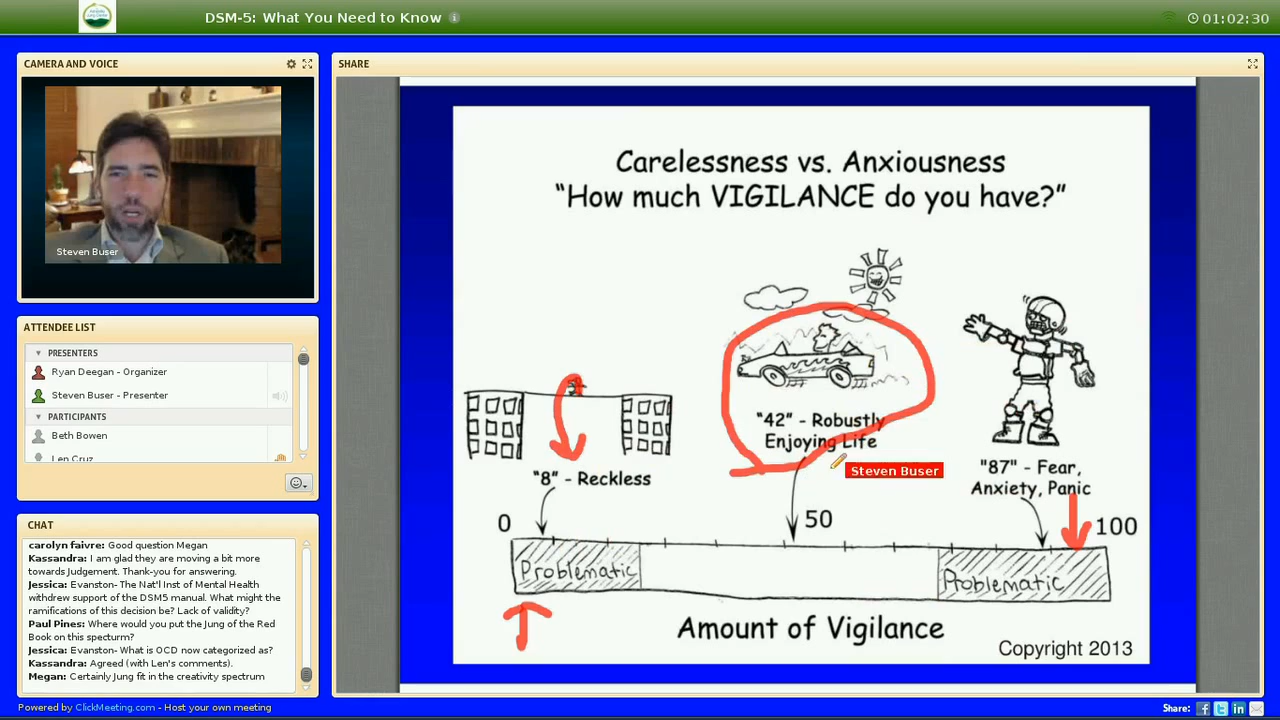 DSM-5: What You Need to Know
01:02:30
CAMERA AND VOICE
Steven Buser
ATTENDEE LIST
PRESENTERS
Ryan Deegan - Organizer
Steven Buser - Presenter
PARTICIPANTS
Beth Bowen
Len Cruz
CHAT
carolyn faivre: Good question Megan
Kassandra: I am glad they are moving a bit more
towards Judgement. Thank-you for answering.
Jessica: Evanston- The Nat'l Inst of Mental Health
withdrew support of the DSM5 manual. What might the
ramifications of this decision be? Lack of validity?
Paul Pines: Where would you put the Jung of the Red
Book on this specturm?
Jessica: Evanston- What is OCD now categorized as?
Kassandra: Agreed (with Len's comments).
Megan: Certainly Jung fit in the creativity spectrum
SHARE
Carelessness vs. Anxiousness
"How much VIGILANCE do you have?"
"42" - Robustly
Enjoying Life
Steven Buser
"8" - Reckless
"87" - Fear,
Anxiety, Panic
0
50
100
Problematic
Problematic
Amount of Vigilance
Copyright 2013
Powered by ClickMeeting.com - Host your own meeting
Share: